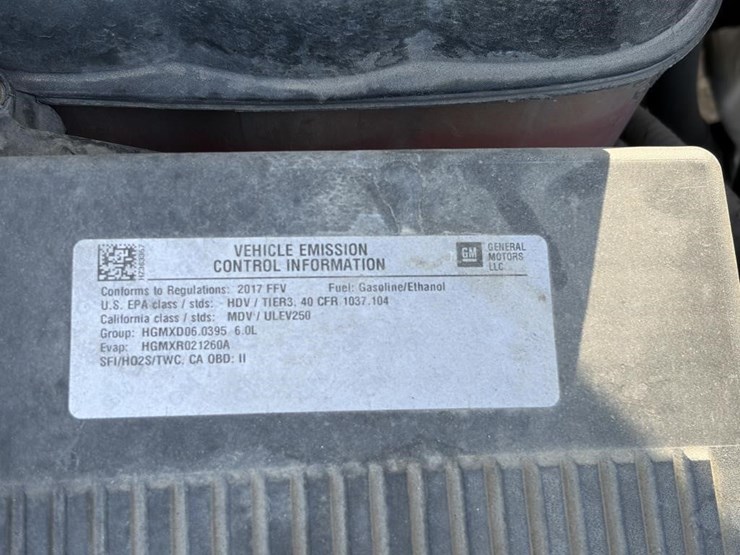 VEHICLE EMISSION
CONTROL INFORMATION
GM
GENERAL
MOTORS
LLC
Conforms to Regulations: 2017 FFV Fuel: Gasoline/Ethanol
U.S. EPA class / stds: HDV / TIER3, 40 CFR 1037.104
California class / stds: MDV / ULEV250
Group: HGMXD06.0395 6.0L
Evap: HGMXR021260A
SFI/HO2S/TWC, CA OBD: II